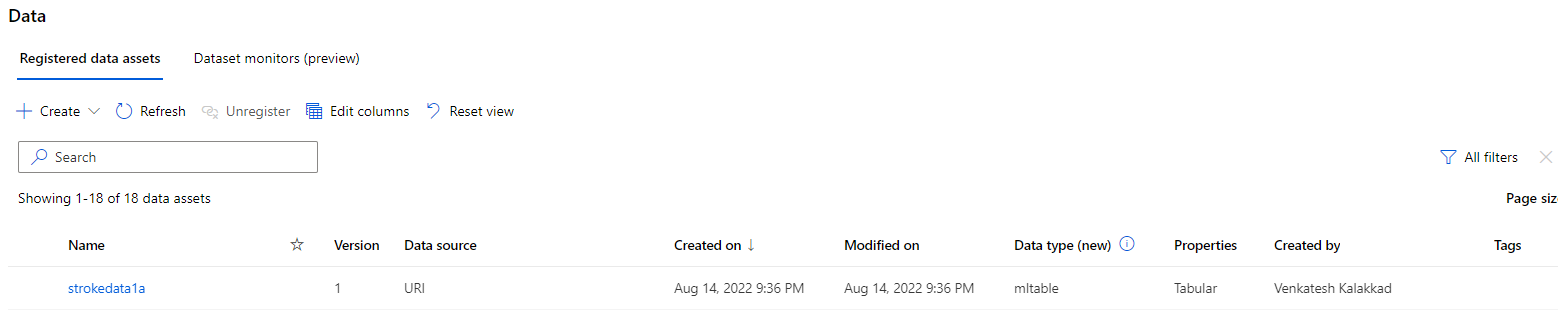 Data
Registered data assets Dataset monitors (preview)
Create Refresh Unregister Edit columns Reset view
Search All filters
Showing 1-18 of 18 data assets Page siz
Name Version Data source Created on Modified on Data type (new) Properties Created by Tags
strokedata1a 1 URI Aug 14, 2022 9:36 PM Aug 14, 2022 9:36 PM mltable Tabular Venkatesh Kalakkad